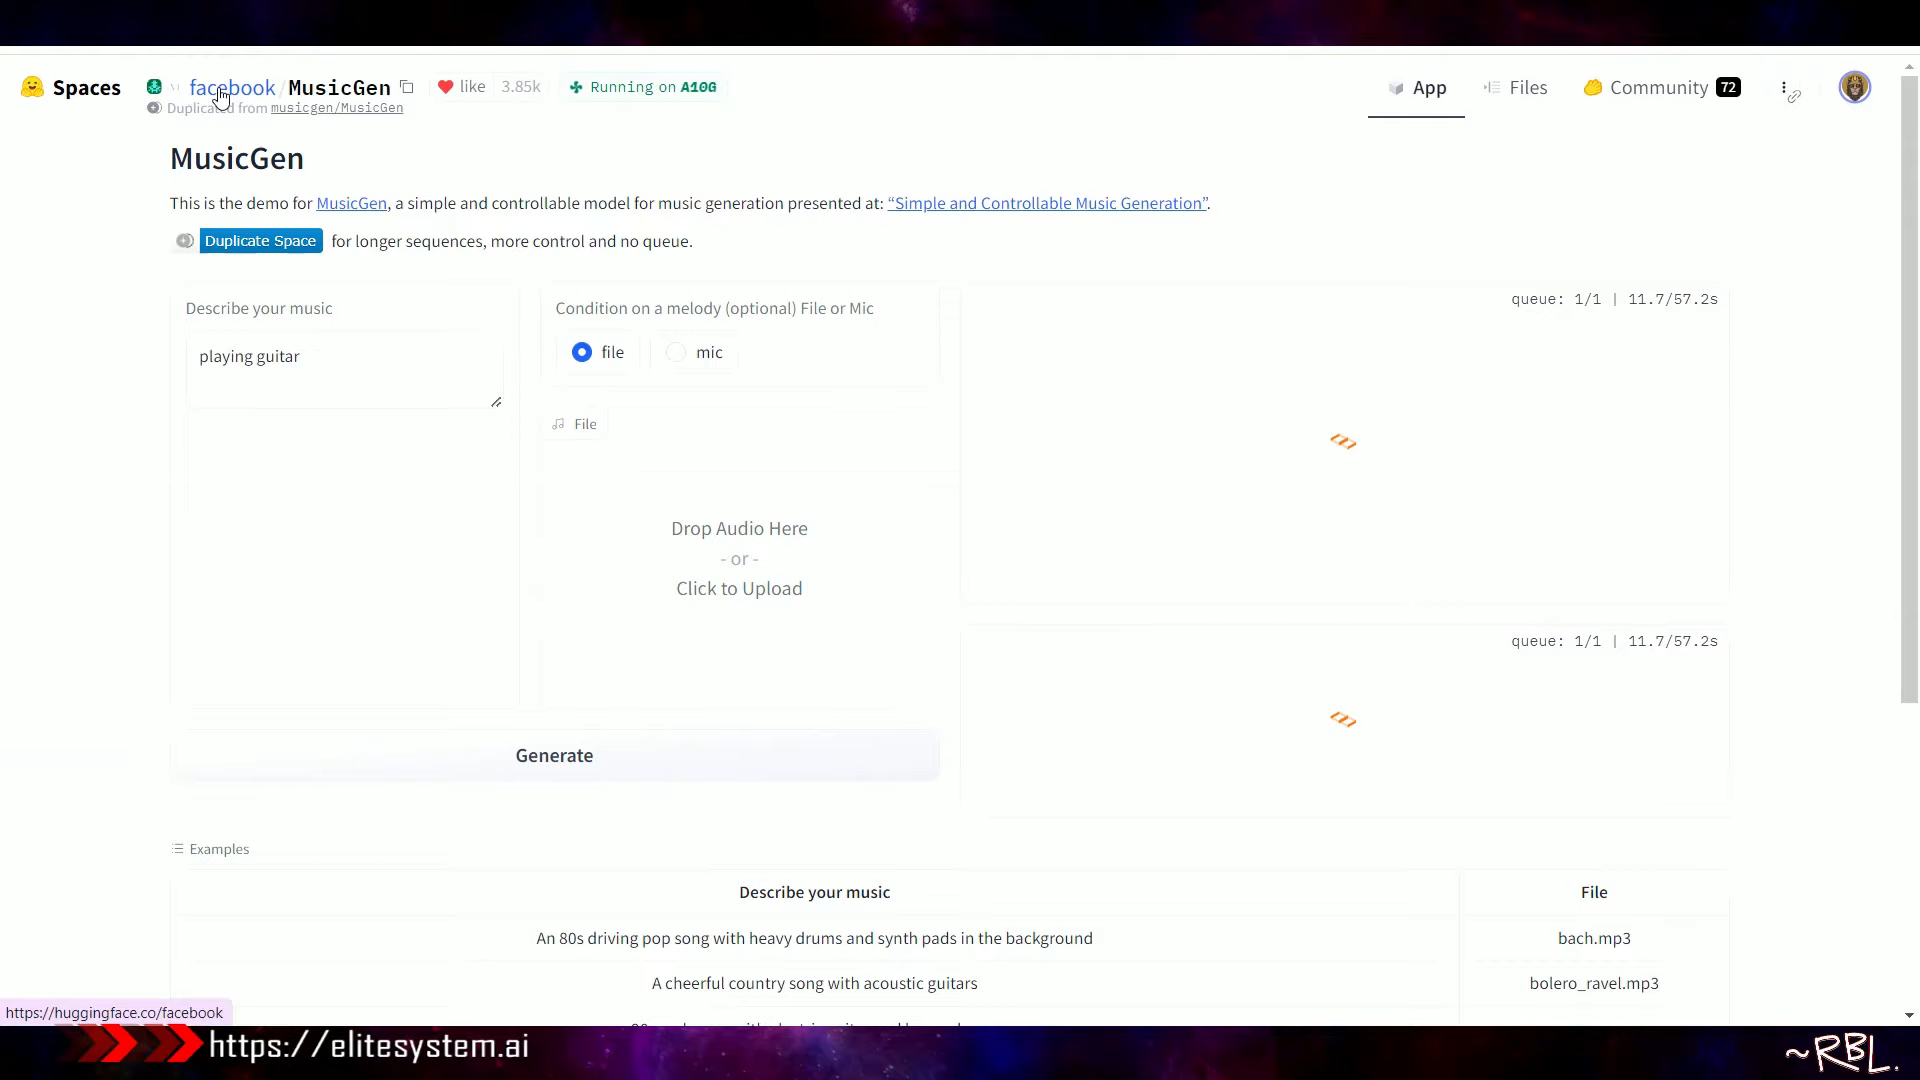 Spaces facebook / MusicGen like 3.85k Running on A10G App Files Community 72
Duplicated from musicgen/MusicGen
MusicGen
This is the demo for MusicGen, a simple and controllable model for music generation presented at: “Simple and Controllable Music Generation”.
Duplicate Space for longer sequences, more control and no queue.
Describe your music
playing guitar
Condition on a melody (optional) File or Mic
file mic
File
Drop Audio Here
- or -
Click to Upload
queue: 1/1 | 11.7/57.2s
queue: 1/1 | 11.7/57.2s
Generate
Examples
Describe your music File
An 80s driving pop song with heavy drums and synth pads in the background bach.mp3
A cheerful country song with acoustic guitars bolero_ravel.mp3
https://huggingface.co/facebook
https://elitesystem.ai
~RBL.